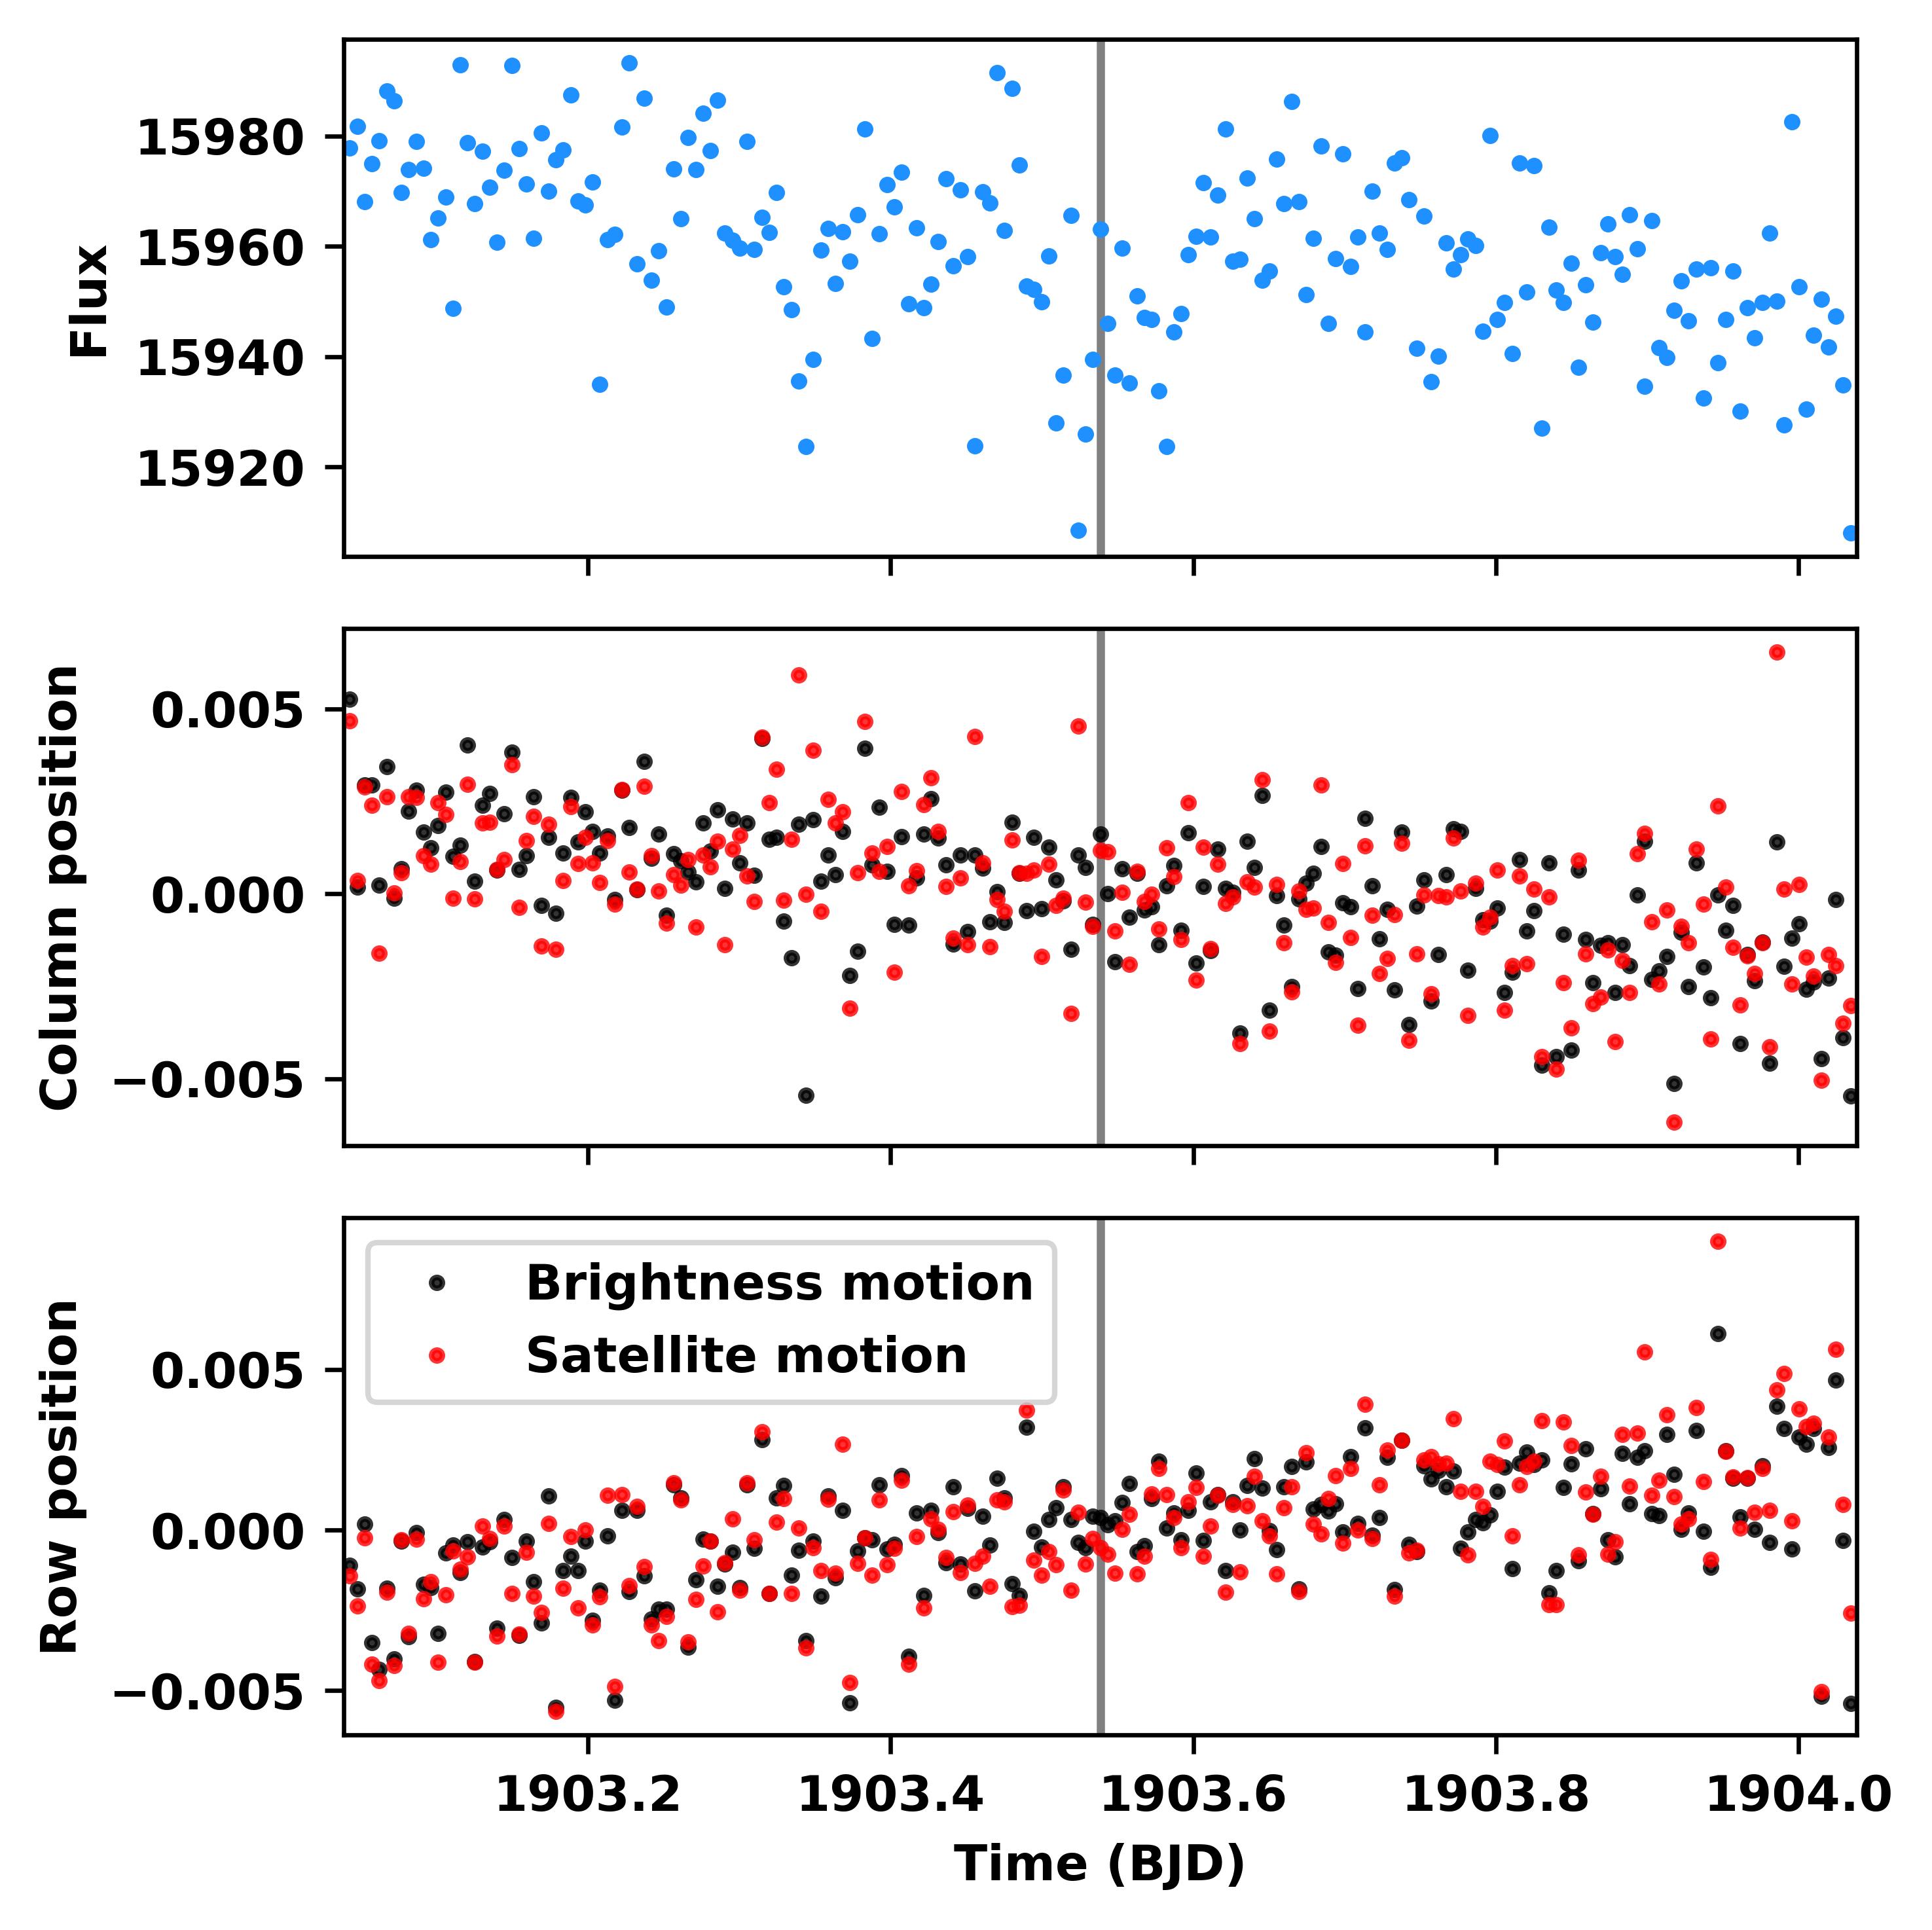 Flux
15980
15960
15940
15920
Column position
0.005
0.000
−0.005
Row position
0.005
0.000
−0.005
Brightness motion
Satellite motion
1903.2 1903.4 1903.6 1903.8 1904.0
Time (BJD)